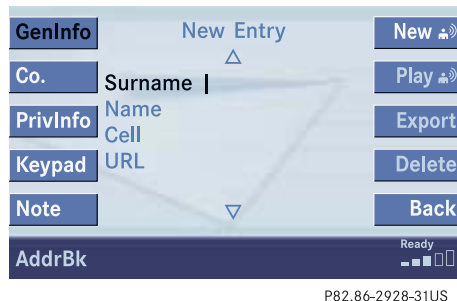 New Entry
GenInfo
Co.
PrivInfo
Keypad
Note
Surname
Name
Cell
URL
New
Play
Export
Delete
Back
AddrBk
Ready
P82.86-2928-31US